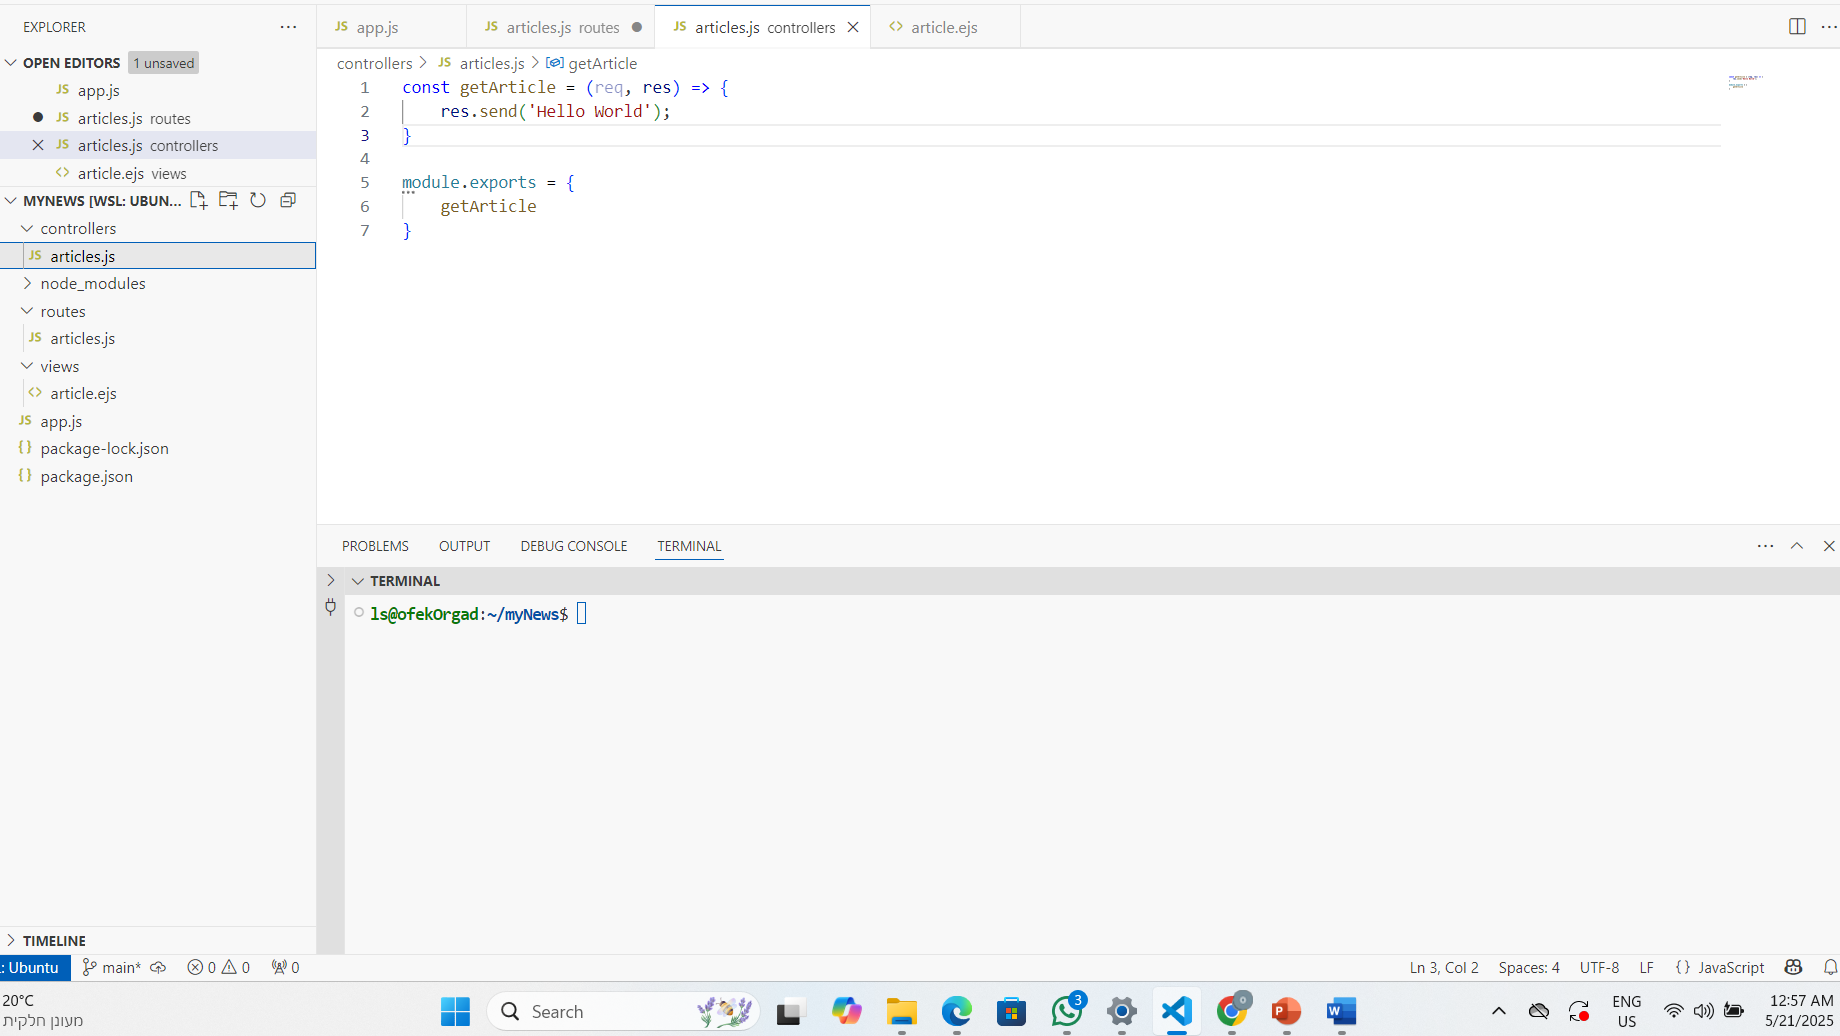 EXPLORER
OPEN EDITORS 1 unsaved
JS app.js
JS articles.js routes
JS articles.js controllers
<> article.ejs views
MYNEWS [WSL: UBUN...
controllers
JS articles.js
node_modules
routes
JS articles.js
views
<> article.ejs
JS app.js
{} package-lock.json
{} package.json
TIMELINE
JS app.js
JS articles.js routes
JS articles.js controllers
<> article.ejs
controllers > JS articles.js > getArticle
1 const getArticle = (req, res) => {
2 res.send('Hello World');
3 }
4
5 module.exports = {
6 getArticle
7 }
PROBLEMS OUTPUT DEBUG CONSOLE TERMINAL
TERMINAL
ls@ofekOrgad:~/myNews$
: Ubuntu main* 0 0 0
Ln 3, Col 2 Spaces: 4 UTF-8 LF {} JavaScript
20°C
מעונן חלקית
Search
3
P
W
ENG
US
12:57 AM
5/21/2025